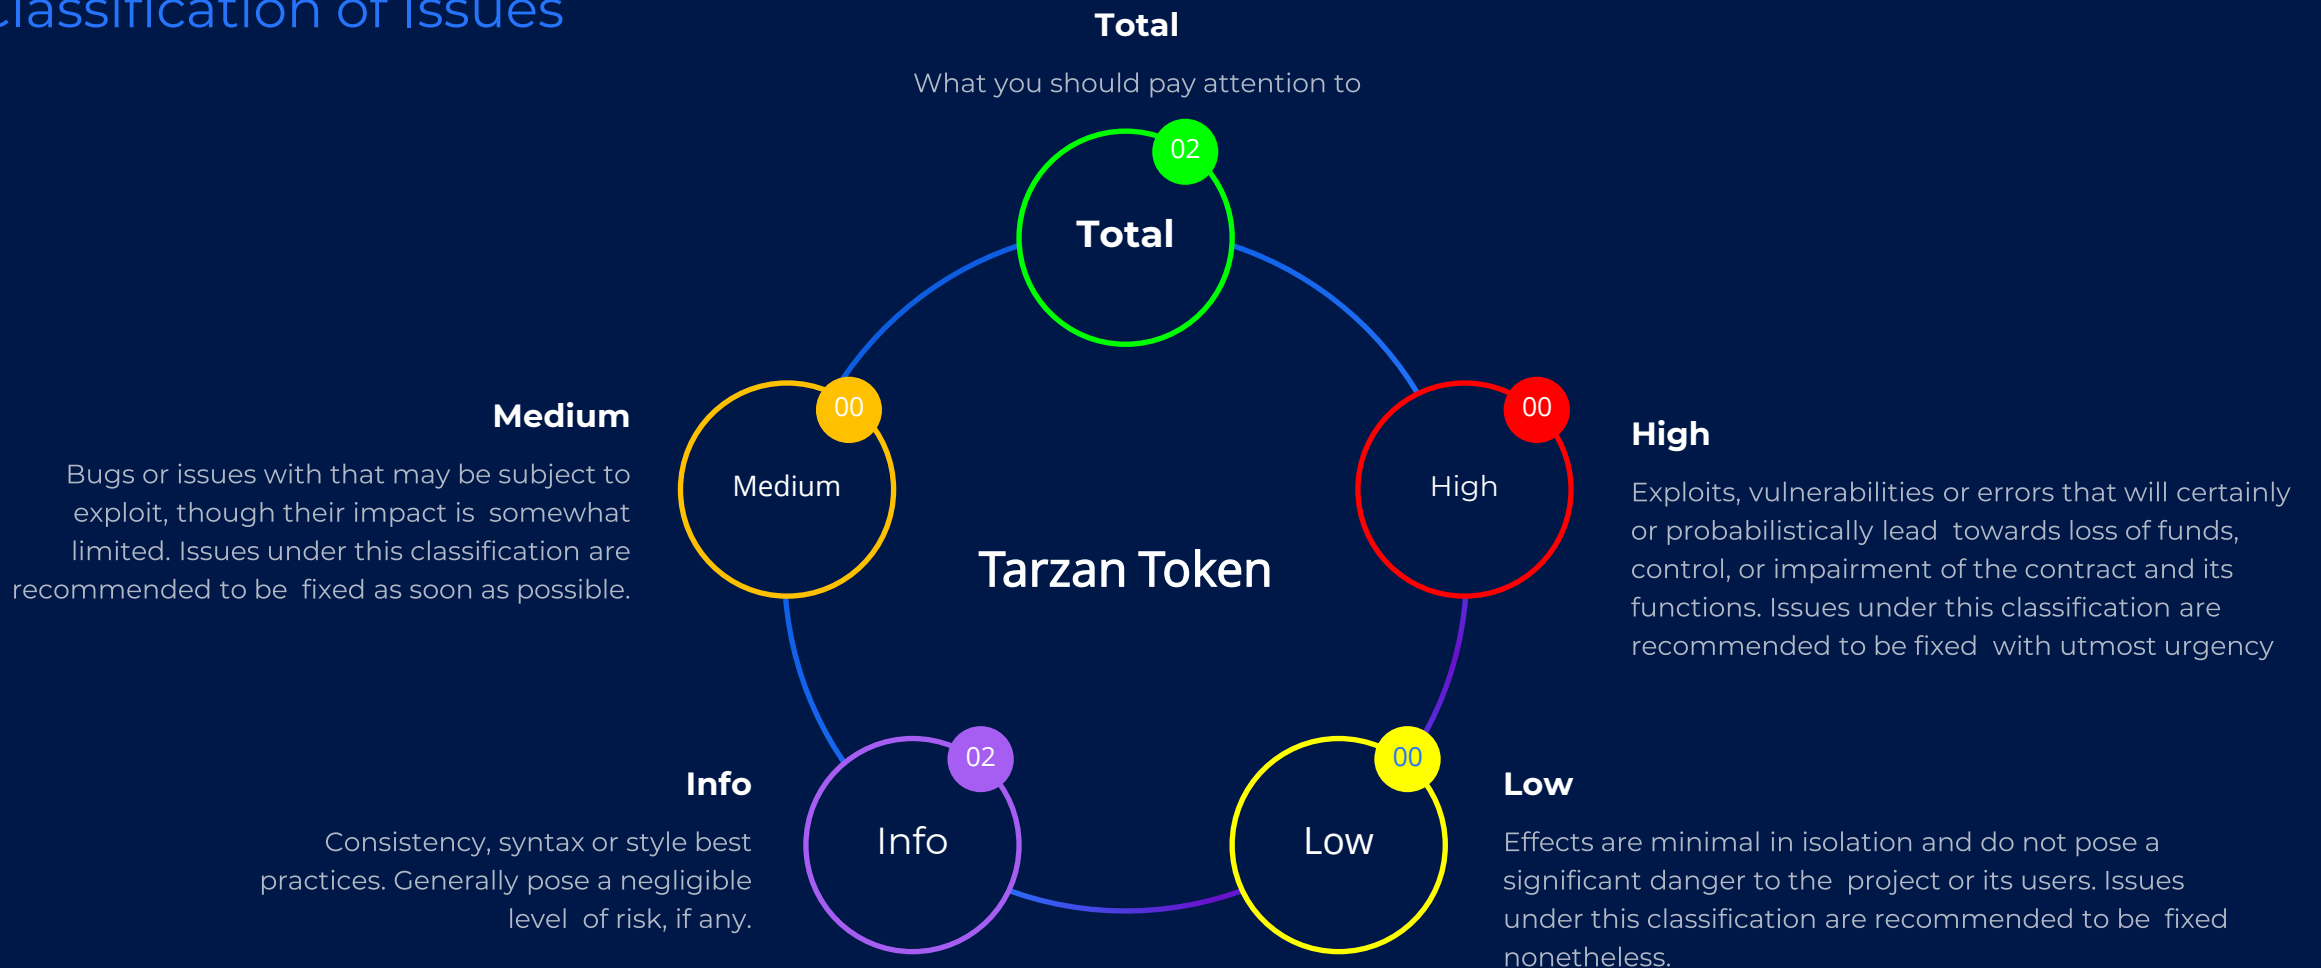 Classification of Issues
Total
What you should pay attention to
02
Total
Medium
Bugs or issues with that may be subject to
exploit, though their impact is somewhat
limited. Issues under this classification are
recommended to be fixed as soon as possible.
00
Medium
00
High
High
Exploits, vulnerabilities or errors that will certainly
or probabilistically lead towards loss of funds,
control, or impairment of the contract and its
functions. Issues under this classification are
recommended to be fixed with utmost urgency
Tarzan Token
Info
Consistency, syntax or style best
practices. Generally pose a negligible
level of risk, if any.
02
Info
00
Low
Low
Effects are minimal in isolation and do not pose a
significant danger to the project or its users. Issues
under this classification are recommended to be fixed
nonetheless.